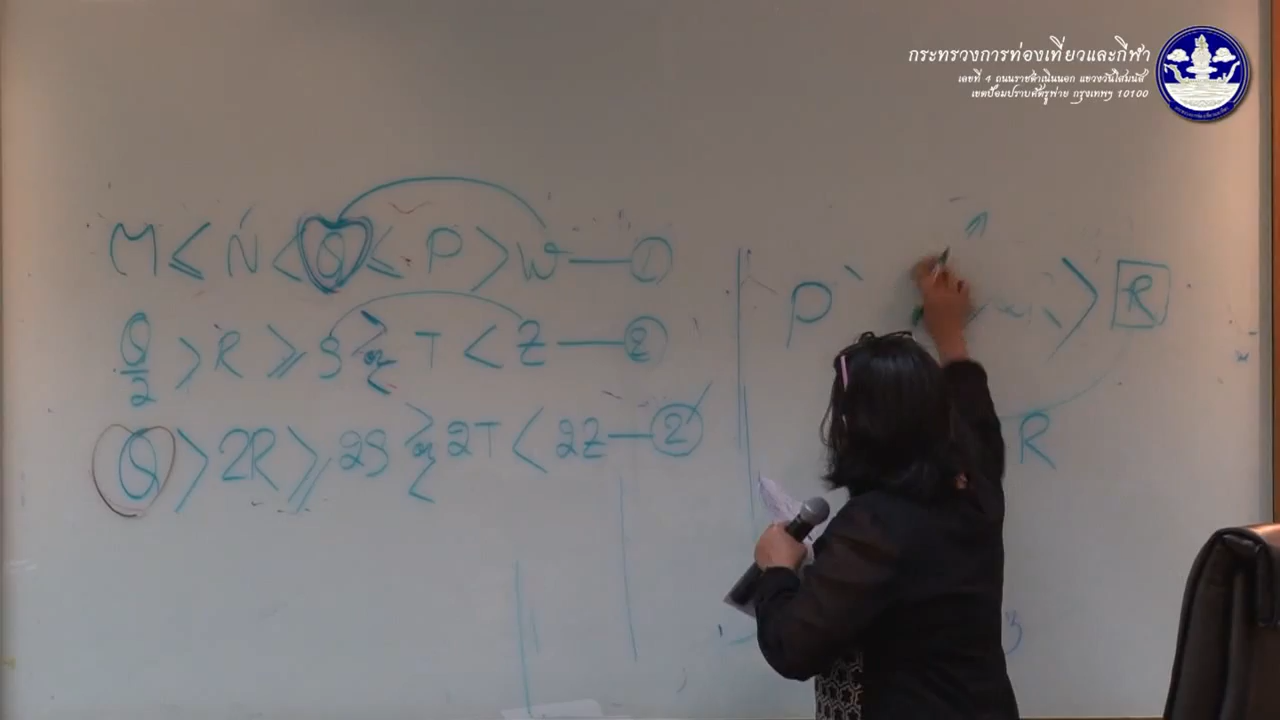 กระทรวงการท่องเที่ยวและกีฬา
เลขที่ 4 ถนนราชดำเนินนอก แขวงวัดโสมนัส
เขตป้อมปราบศัตรูพ่าย กรุงเทพฯ 10100
M ≤ N < Q ≤ P > W — ①
Q/2 > R ≥ S T < Z — ②
Q > 2R ≥ 2S 2T < 2Z — ②
P > R
R